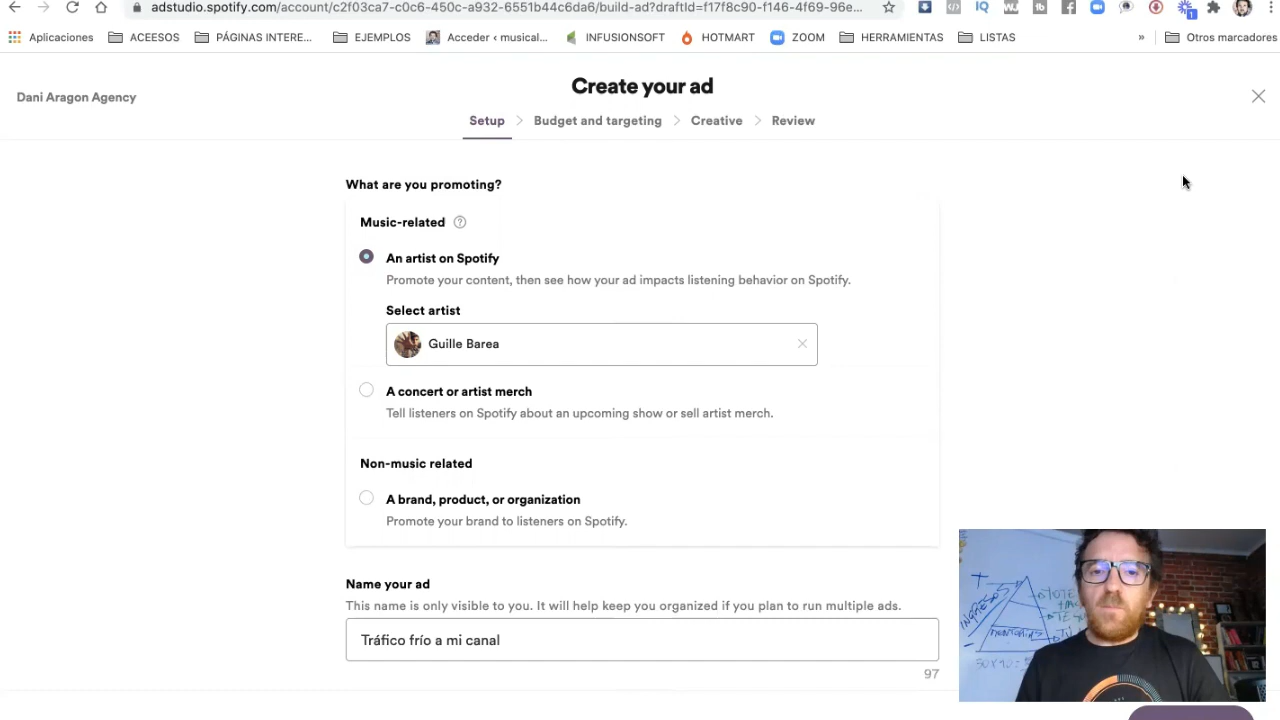 adstudio.spotify.com/account/c2f03ca7-c0c6-450c-a932-6551b44c6da6/build-ad?draftId=f17f8c90-f146-4f69-96e...
Aplicaciones ACEESOS PÁGINAS INTERE... EJEMPLOS Acceder ‹ musical... INFUSIONSOFT HOTMART ZOOM HERRAMIENTAS LISTAS » Otros marcadores
Create your ad
Dani Aragon Agency
Setup > Budget and targeting > Creative > Review
What are you promoting?
Music-related
An artist on Spotify
Promote your content, then see how your ad impacts listening behavior on Spotify.
Select artist
Guille Barea
A concert or artist merch
Tell listeners on Spotify about an upcoming show or sell artist merch.
Non-music related
A brand, product, or organization
Promote your brand to listeners on Spotify.
Name your ad
This name is only visible to you. It will help keep you organized if you plan to run multiple ads.
Tráfico frío a mi canal
97
INGRESOS